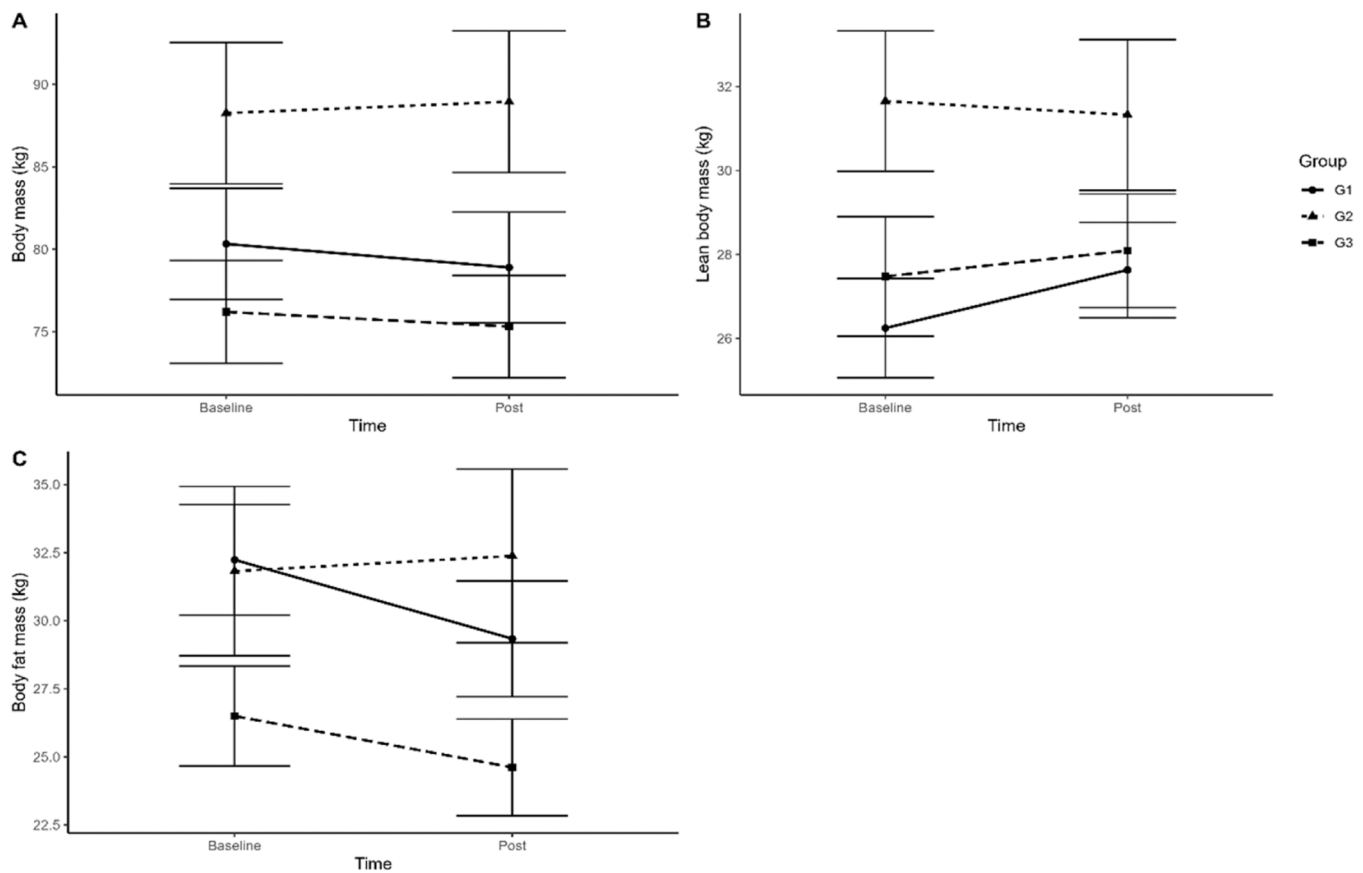 A
Body mass (kg)
90
85
80
75
Baseline
Post
Time
B
Lean body mass (kg)
32
30
28
26
Baseline
Post
Time
Group
G1
G2
G3
C
Body fat mass (kg)
35.0
32.5
30.0
27.5
25.0
22.5
Baseline
Post
Time